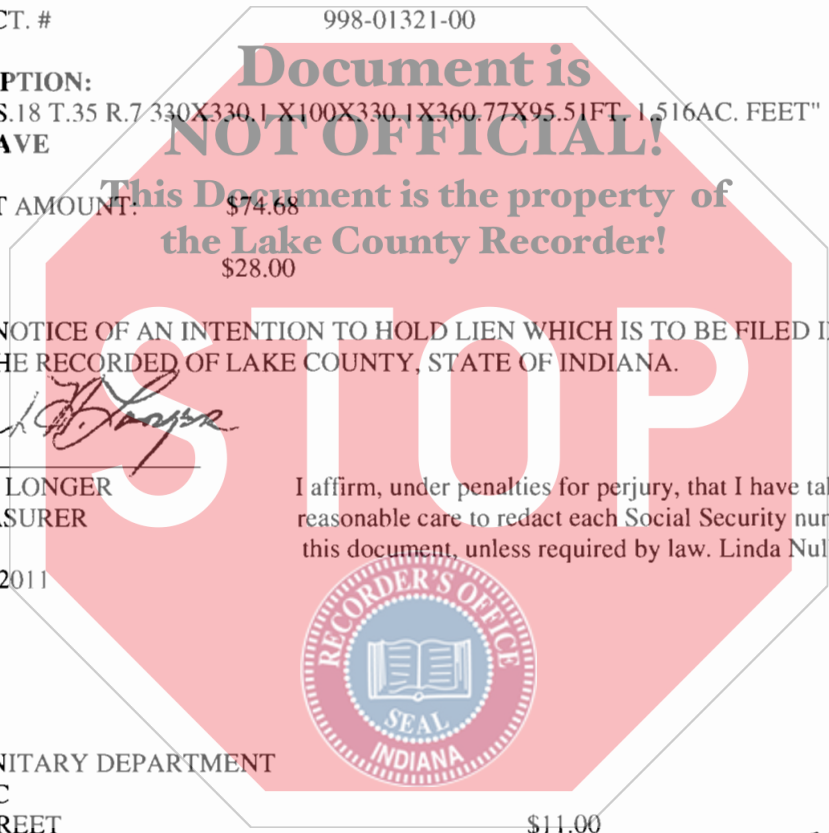 CT. # 998-01321-00
Document is
PTION:
S.18 T.35 R.7 330X330.1 X100X330.1X360.77X95.51FT. 1.516AC. FEET"
NOT OFFICIAL!
AVE
This Document is the property of
T AMOUNT: $74.68
the Lake County Recorder!
$28.00
STOP
NOTICE OF AN INTENTION TO HOLD LIEN WHICH IS TO BE FILED I
HE RECORDED OF LAKE COUNTY, STATE OF INDIANA.
LONGER
I affirm, under penalties for perjury, that I have tal
ASURER
reasonable care to redact each Social Security nur
this document, unless required by law. Linda Nul
2011
RECORDER'S OFFICE
SEAL
INDIANA
NITARY DEPARTMENT
C
REET $11.00